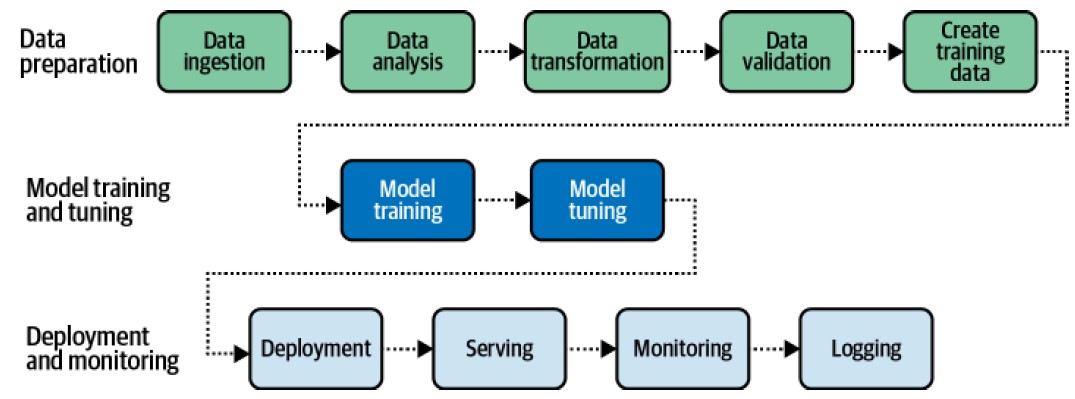 Data
preparation
Data
ingestion
Data
analysis
Data
transformation
Data
validation
Create
training
data
Model training
and tuning
Model
training
Model
tuning
Deployment
and monitoring
Deployment
Serving
Monitoring
Logging